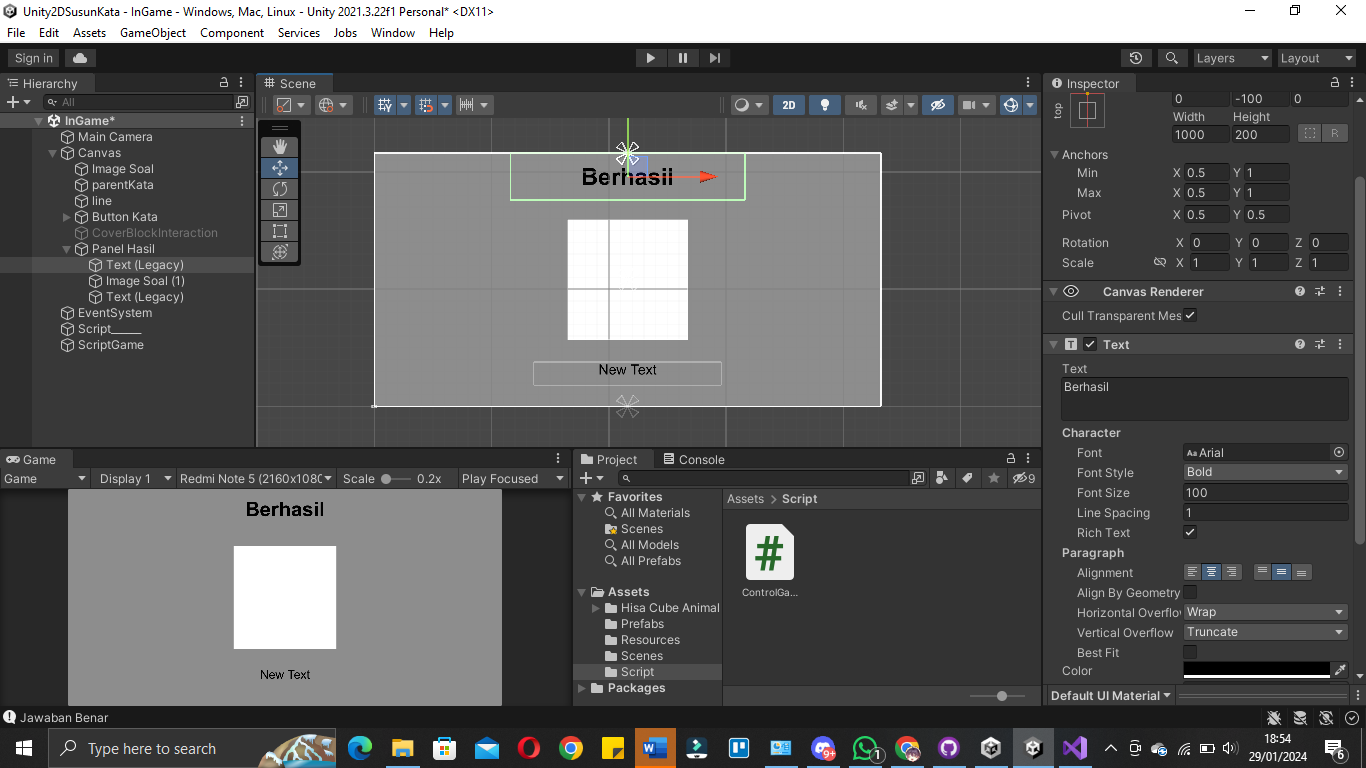 Unity2DSusunKata - InGame - Windows, Mac, Linux - Unity 2021.3.22f1 Personal* <DX11>
File Edit Assets GameObject Component Services Jobs Window Help
Sign in
Layers
Layout
Hierarchy
All
InGame*
Main Camera
Canvas
Image Soal
parentKata
line
Button Kata
CoverBlockInteraction
Panel Hasil
Text (Legacy)
Image Soal (1)
Text (Legacy)
EventSystem
Script_____
ScriptGame
Scene
2D
Berhasil
New Text
Inspector
top
0 -100 0
Width Height
1000 200
R
Anchors
Min X 0.5 Y 1
Max X 0.5 Y 1
Pivot X 0.5 Y 0.5
Rotation X 0 Y 0 Z 0
Scale X 1 Y 1 Z 1
Canvas Renderer
Cull Transparent Mes
Text
Text
Berhasil
Character
Font Arial
Font Style Bold
Font Size 100
Line Spacing 1
Rich Text
Paragraph
Alignment
Align By Geometry
Horizontal Overflo Wrap
Vertical Overflow Truncate
Best Fit
Color
Default UI Material
Game
Game Display 1 Redmi Note 5 (2160x1080 Scale 0.2x Play Focused
Berhasil
New Text
Project Console
9
Favorites
All Materials
Scenes
All Models
All Prefabs
Assets
Hisa Cube Animal
Prefabs
Resources
Scenes
Script
Packages
Assets > Script
ControlGa...
Jawaban Benar
Type here to search
9+
1
18:54
29/01/2024
6